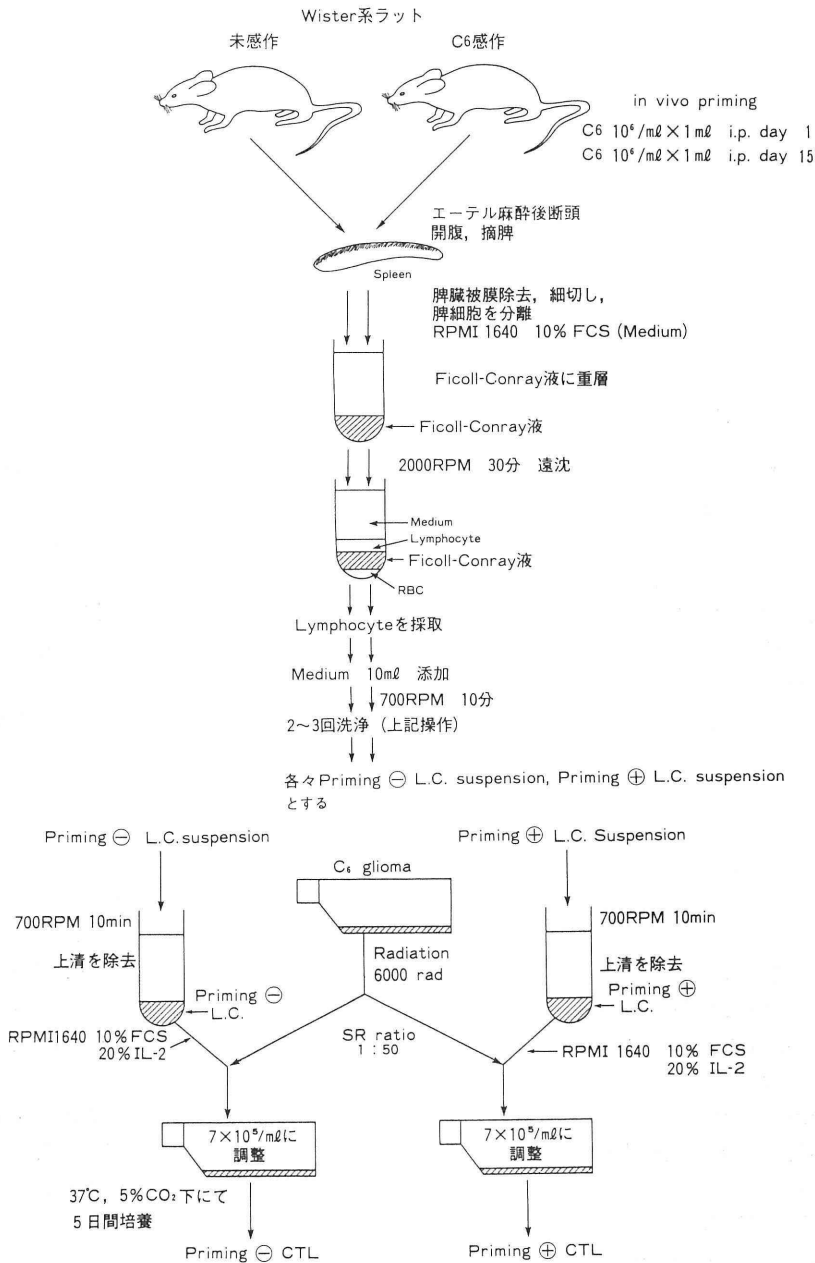 Wister系ラット
未感作
C6感作
in vivo priming
C6 10⁶/mℓ×1mℓ i.p. day 1
C6 10⁶/mℓ×1mℓ i.p. day 15
エーテル麻酔後断頭
開腹，摘脾
Spleen
脾臓被膜除去，細切し，
脾細胞を分離
RPMI 1640 10% FCS (Medium)
Ficoll-Conray液に重層
Ficoll-Conray液
2000RPM 30分 遠沈
Medium
Lymphocyte
Ficoll-Conray液
RBC
Lymphocyteを採取
Medium 10mℓ 添加
700RPM 10分
2〜3回洗浄（上記操作）
各々Priming ⊖ L.C. suspension, Priming ⊕ L.C. suspension
とする
Priming ⊖ L.C. suspension
700RPM 10min
上清を除去
Priming ⊖
L.C.
RPMI1640 10% FCS
20% IL-2
C₆ glioma
Radiation
6000 rad
SR ratio
1：50
Priming ⊕ L.C. Suspension
700RPM 10min
上清を除去
Priming ⊕
L.C.
RPMI 1640 10% FCS
20% IL-2
7×10⁵/mℓに
調整
7×10⁵/mℓに
調整
37℃，5%CO₂下にて
5日間培養
Priming ⊖ CTL
Priming ⊕ CTL